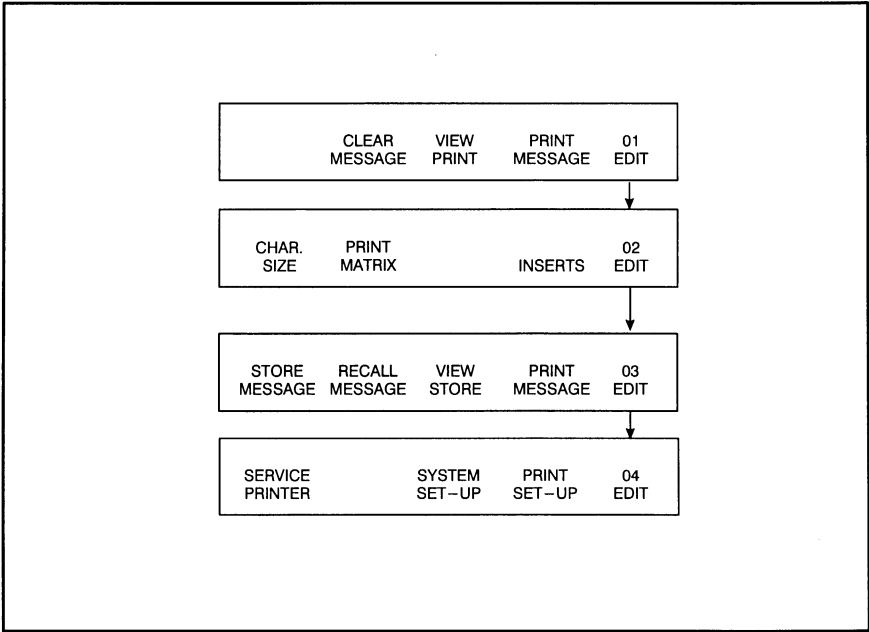 CLEAR VIEW PRINT 01
MESSAGE PRINT MESSAGE EDIT
CHAR. PRINT 02
SIZE MATRIX INSERTS EDIT
STORE RECALL VIEW PRINT 03
MESSAGE MESSAGE STORE MESSAGE EDIT
SERVICE SYSTEM PRINT 04
PRINTER SET-UP SET-UP EDIT